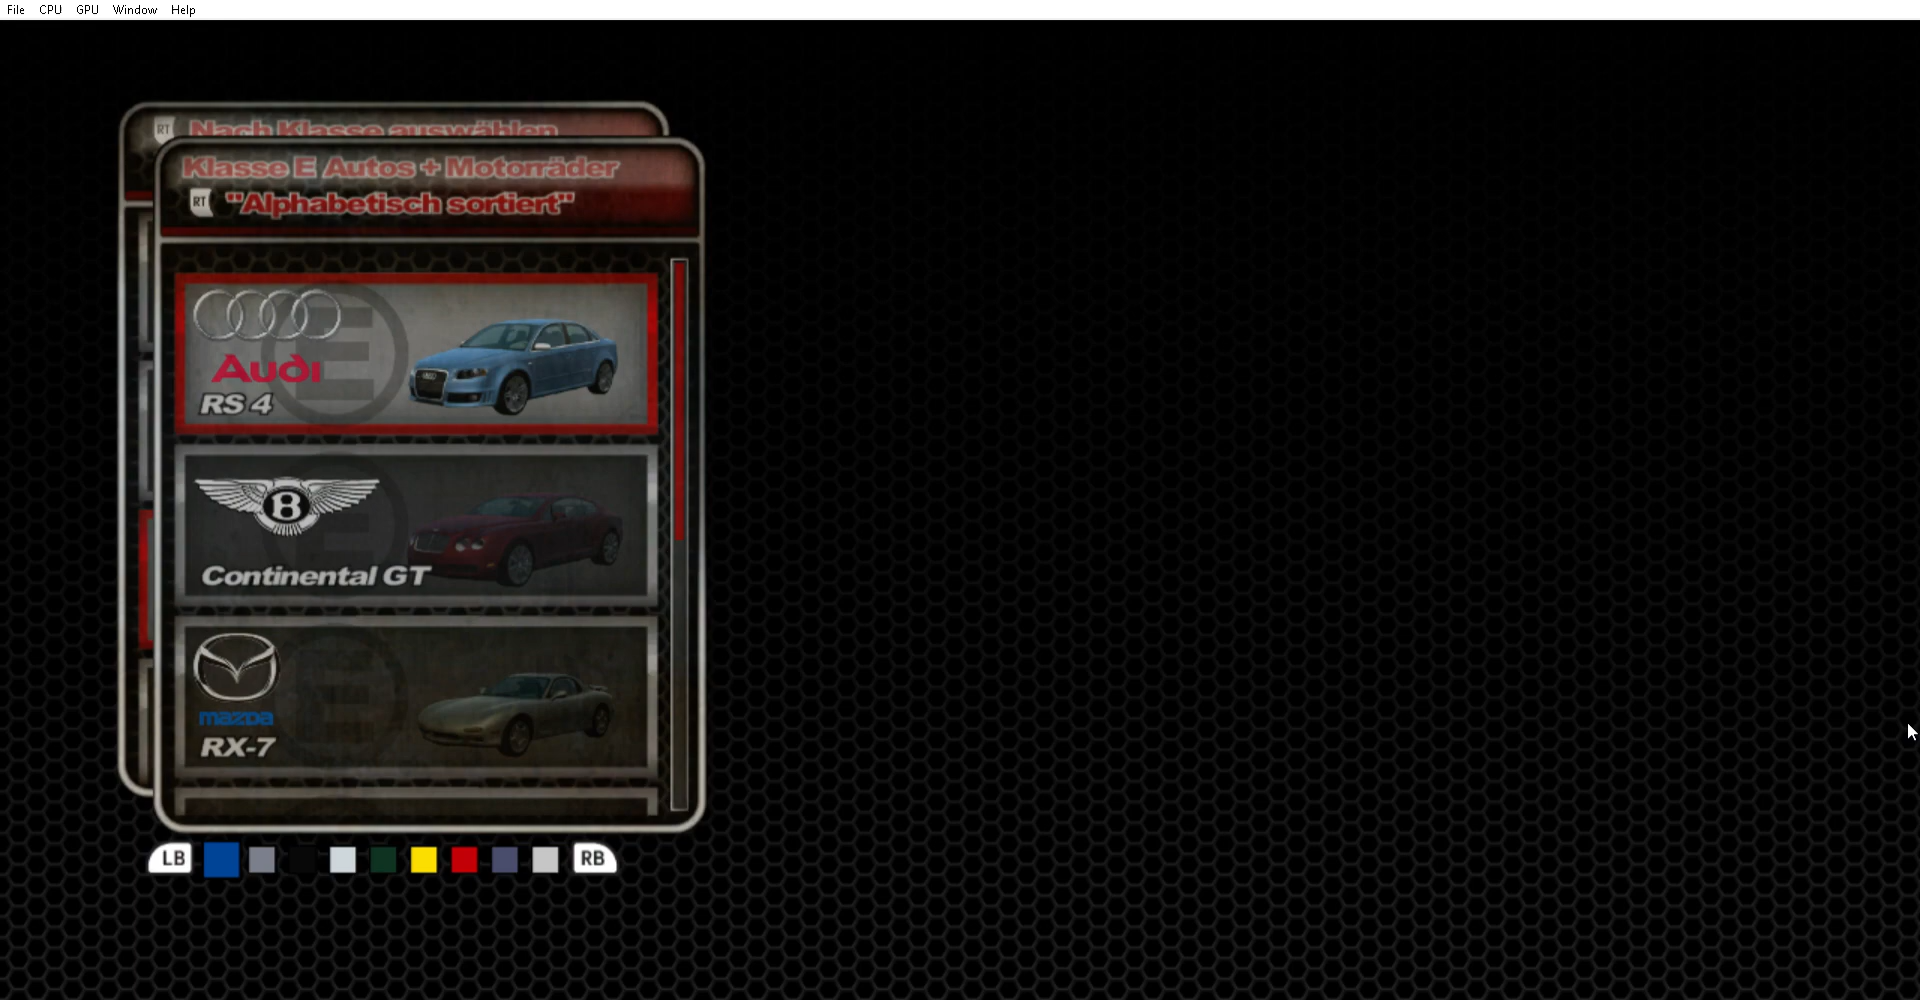 File CPU GPU Window Help
RT Nach Klasse auswählen
Klasse E Autos + Motorräder
RT "Alphabetisch sortiert"
E
Audi
RS 4
B
Continental GT
E
mazda
RX-7
LB RB